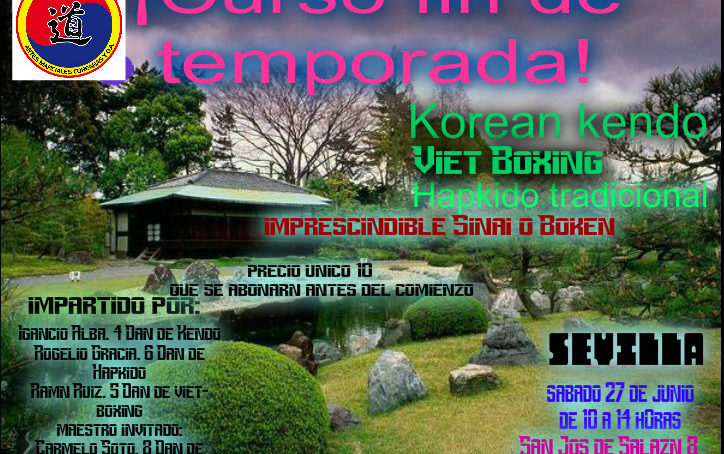 ¡Curso fin de
temporada!
道
Korean kendo
Viet Boxing
Hapkido tradicional
imprescindible Sinai o Boken
precio unico 10
que se abonarn antes del comienzo
impartido por:
Igancio Alba. 4 Dan de Kendo
Rogelio Gracia. 6 Dan de
Hapkido
Ramn Ruiz. 5 Dan de viet-
boxing
maestro invitado:
Carmelo Soto. 8 Dan de
SEVILLA
SABADO 27 DE JUNIO
DE 10 A 14 HORAS
San Jos de Salazn 8